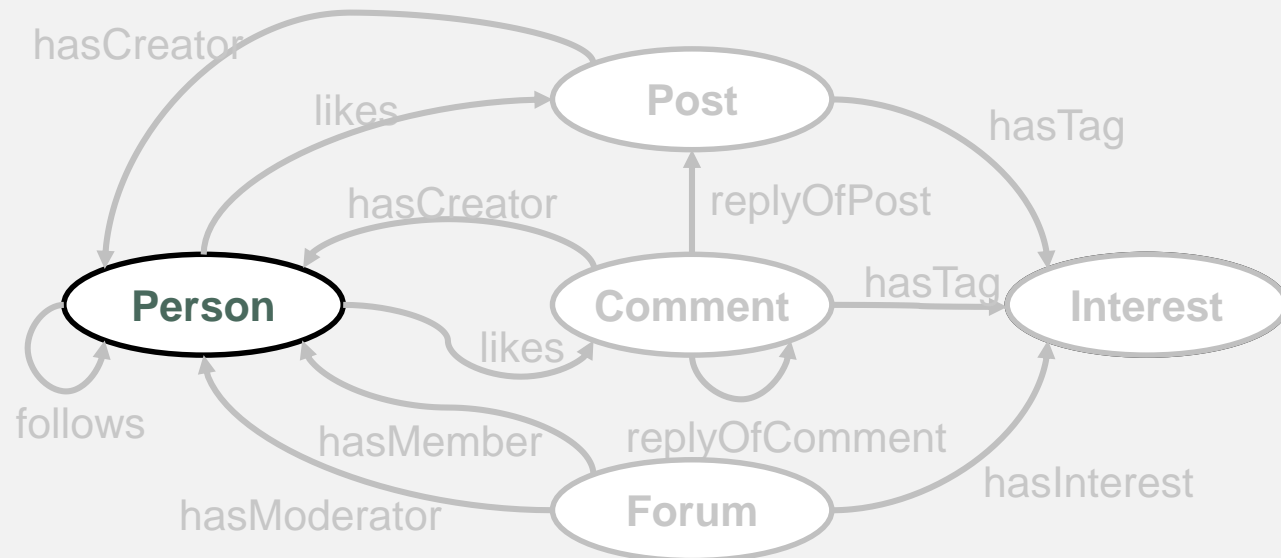 hasCreator
Post
likes
hasTag
hasCreator
replyOfPost
Person
Comment
hasTag
Interest
likes
follows
hasMember
replyOfComment
hasModerator
Forum
hasInterest